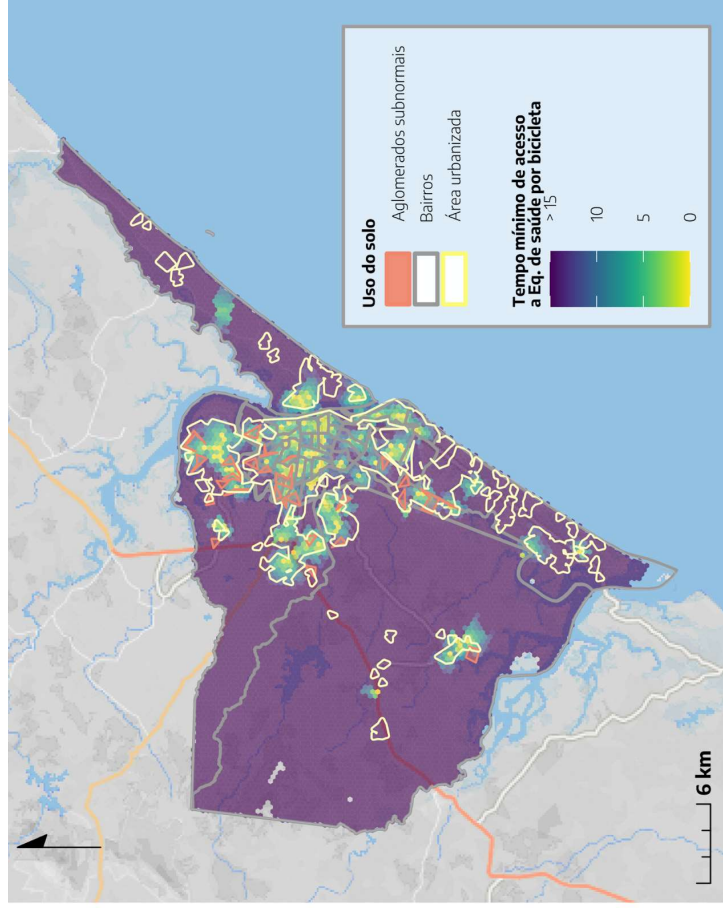 Uso do solo
Aglomerados subnormais
Bairros
Área urbanizada
Tempo mínimo de acesso
a Eq. de saúde por bicicleta
> 15
10
5
0
6 km